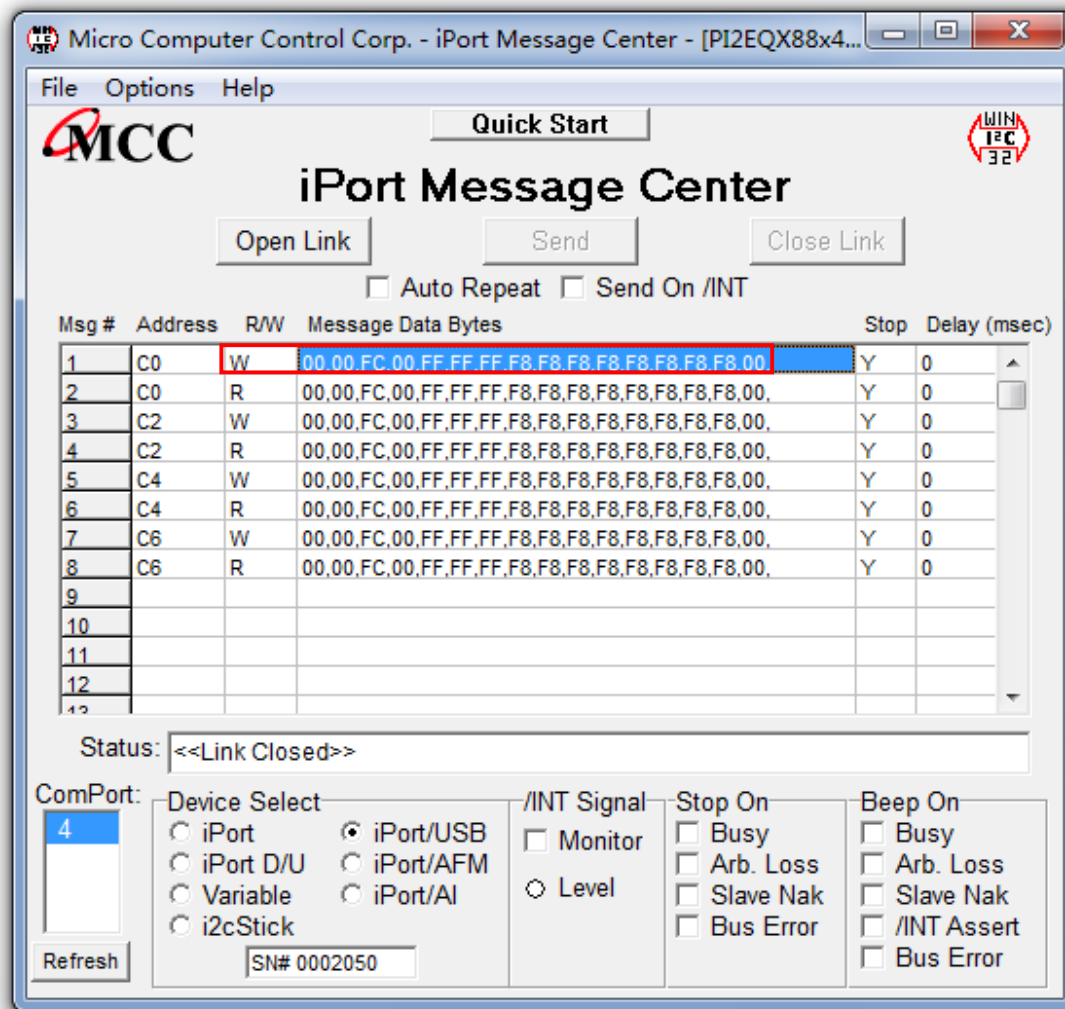 Micro Computer Control Corp. - iPort Message Center - [PI2EQX88x4...
File Options Help
MCC
Quick Start
WIN
I²C
32
iPort Message Center
Open Link Send Close Link
Auto Repeat Send On /INT
Msg # Address R/W Message Data Bytes Stop Delay (msec)
1 C0 W 00,00,FC,00,FF,FF,FF,F8,F8,F8,F8,F8,F8,F8,F8,00, Y 0
2 C0 R 00,00,FC,00,FF,FF,FF,F8,F8,F8,F8,F8,F8,F8,F8,00, Y 0
3 C2 W 00,00,FC,00,FF,FF,FF,F8,F8,F8,F8,F8,F8,F8,F8,00, Y 0
4 C2 R 00,00,FC,00,FF,FF,FF,F8,F8,F8,F8,F8,F8,F8,F8,00, Y 0
5 C4 W 00,00,FC,00,FF,FF,FF,F8,F8,F8,F8,F8,F8,F8,F8,00, Y 0
6 C4 R 00,00,FC,00,FF,FF,FF,F8,F8,F8,F8,F8,F8,F8,F8,00, Y 0
7 C6 W 00,00,FC,00,FF,FF,FF,F8,F8,F8,F8,F8,F8,F8,F8,00, Y 0
8 C6 R 00,00,FC,00,FF,FF,FF,F8,F8,F8,F8,F8,F8,F8,F8,00, Y 0
9
10
11
12
13
Status: <<Link Closed>>
ComPort: Device Select /INT Signal Stop On Beep On
4 iPort iPort/USB Monitor Busy Busy
iPort D/U iPort/AFM Arb. Loss Arb. Loss
Variable iPort/AI Level Slave Nak Slave Nak
i2cStick Bus Error /INT Assert
Refresh SN# 0002050 Bus Error